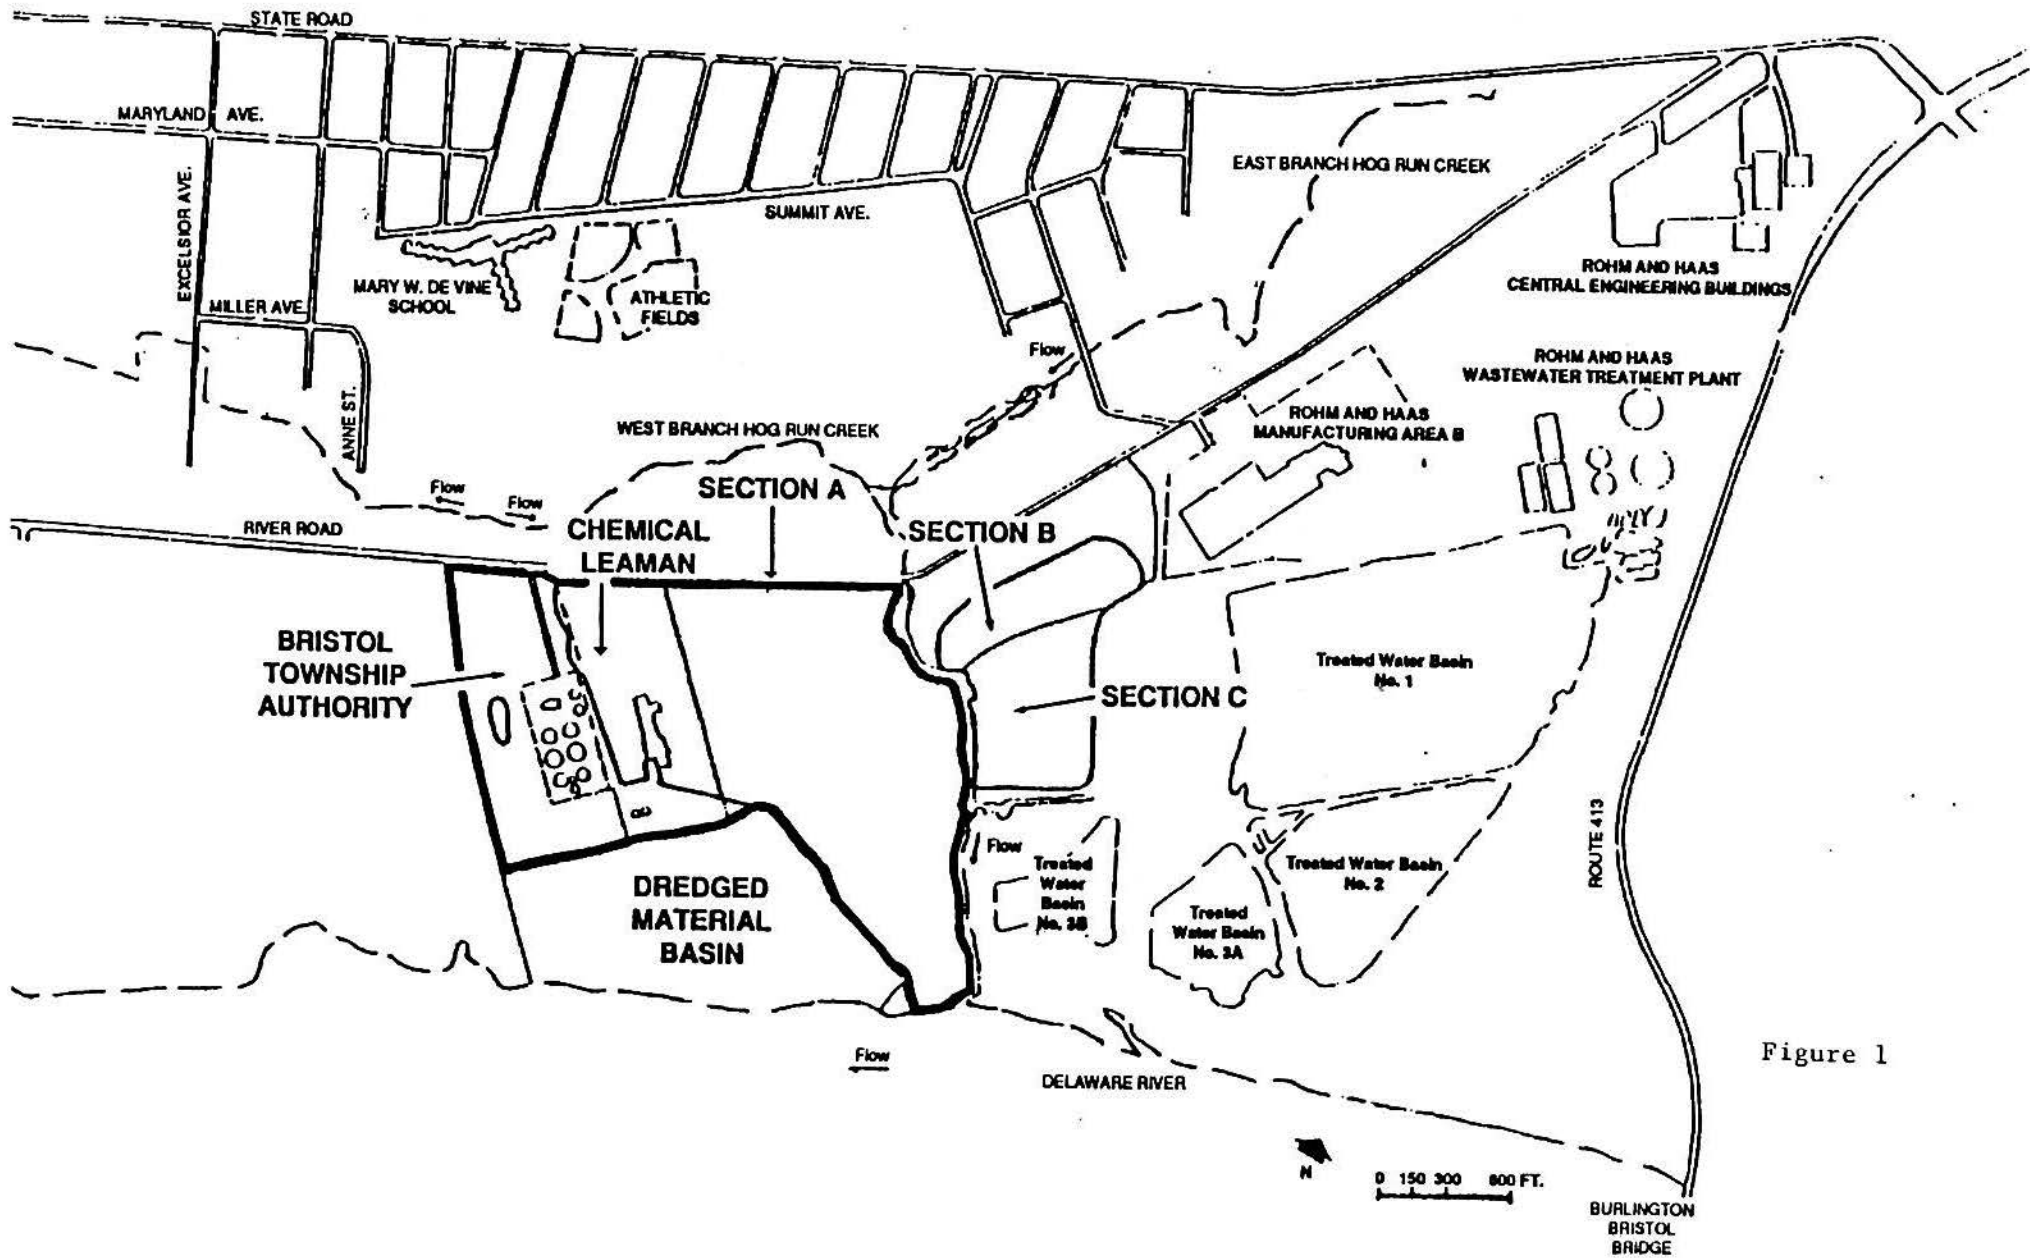 STATE ROAD
MARYLAND AVE.
EXCELSIOR AVE.
SUMMIT AVE.
EAST BRANCH HOG RUN CREEK
MARY W. DE VINE
SCHOOL
ATHLETIC
FIELDS
MILLER AVE.
ANNE ST.
ROHM AND HAAS
CENTRAL ENGINEERING BUILDINGS
Flow
ROHM AND HAAS
WASTEWATER TREATMENT PLANT
ROHM AND HAAS
MANUFACTURING AREA B
WEST BRANCH HOG RUN CREEK
Flow
Flow
RIVER ROAD
SECTION A
CHEMICAL
LEAMAN
SECTION B
BRISTOL
TOWNSHIP
AUTHORITY
SECTION C
Treated Water Basin
No. 1
ROUTE 413
Flow
Treated
Water
Basin
No. 3B
Treated Water Basin
No. 2
Treated
Water Basin
No. 3A
DREDGED
MATERIAL
BASIN
Flow
DELAWARE RIVER
Figure 1
N
0 150 300 600 FT.
BURLINGTON
BRISTOL
BRIDGE